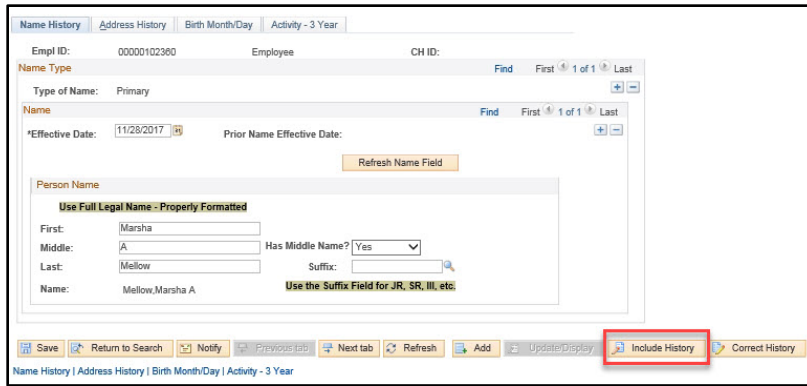 Name History Address History Birth Month/Day Activity - 3 Year
Empl ID: 00000102360 Employee CH ID:
Name Type Find First 1 of 1 Last
Type of Name: Primary
Name Find First 1 of 1 Last
*Effective Date: 11/28/2017 Prior Name Effective Date:
Refresh Name Field
Person Name
Use Full Legal Name - Properly Formatted
First: Marsha
Middle: A Has Middle Name? Yes
Last: Mellow Suffix:
Name: Mellow,Marsha A Use the Suffix Field for JR, SR, III, etc.
Save Return to Search Notify Previous tab Next tab Refresh Add Update/Display Include History Correct History
Name History | Address History | Birth Month/Day | Activity - 3 Year